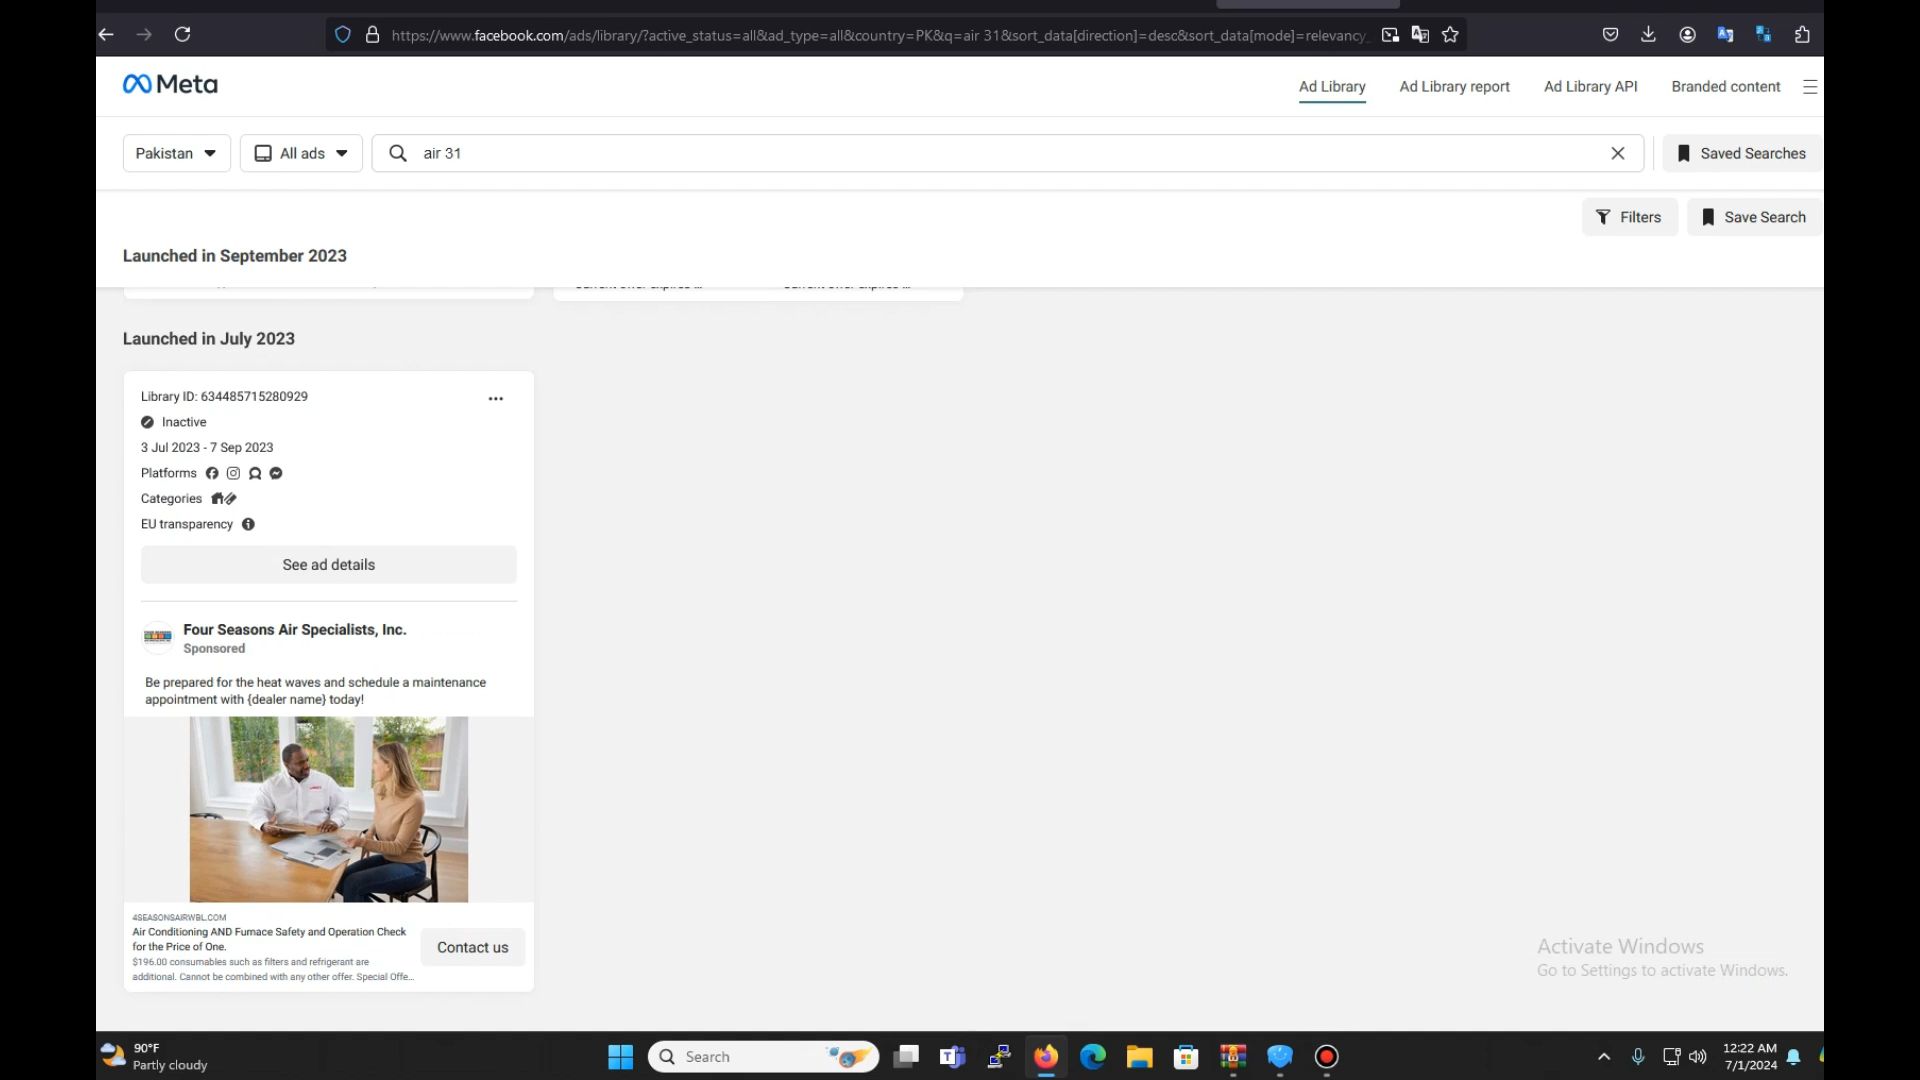 https://www.facebook.com/ads/library/?active_status=all&ad_type=all&country=PK&q=air 31&sort_data[direction]=desc&sort_data[mode]=relevancy_
Meta
Ad Library
Ad Library report
Ad Library API
Branded content
Pakistan
All ads
air 31
Saved Searches
Filters
Save Search
Launched in September 2023
Launched in July 2023
Library ID: 634485715280929
Inactive
3 Jul 2023 - 7 Sep 2023
Platforms
Categories
EU transparency
See ad details
Four Seasons Air Specialists, Inc.
Sponsored
Be prepared for the heat waves and schedule a maintenance
appointment with {dealer name} today!
4SEASONSAIRWBL.COM
Air Conditioning AND Furnace Safety and Operation Check
for the Price of One.
$196.00 consumables such as filters and refrigerant are
additional. Cannot be combined with any other offer. Special Offe...
Contact us
Activate Windows
Go to Settings to activate Windows.
90°F
Partly cloudy
Search
12:22 AM
7/1/2024